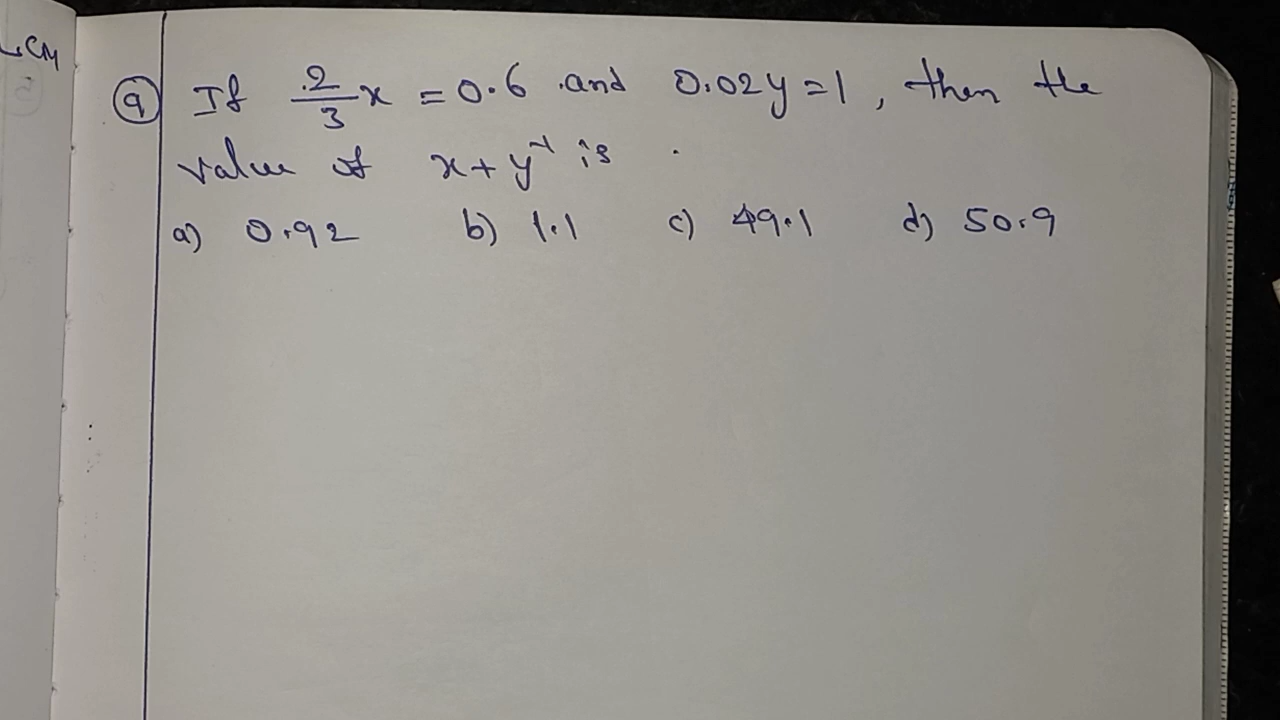 LCM
(9) If 2/3 x = 0.6 and 0.02y = 1, then the
value of x + y⁻¹ is .
a) 0.92 b) 1.1 c) 49.1 d) 50.9